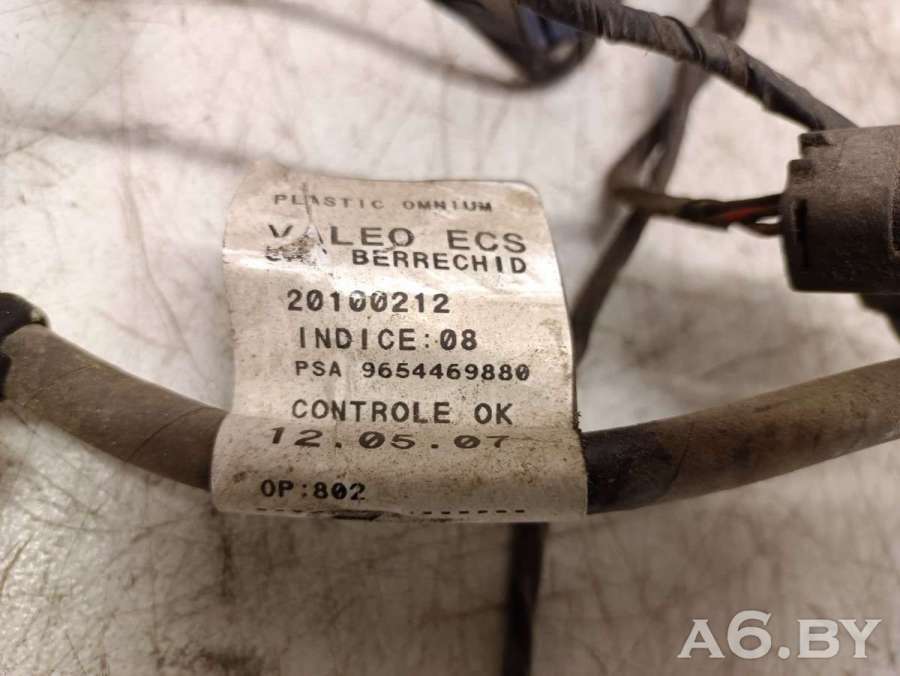 PLASTIC OMNIUM
VALEO ECS
BERRECHID
20100212
INDICE:08
PSA 9654469880
CONTROLE OK
12.05.07
OP:802
A6.BY